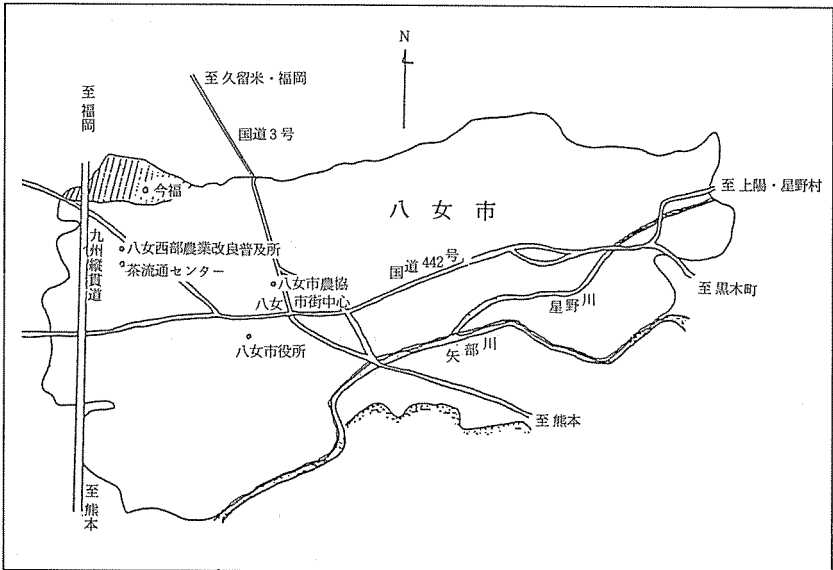 N
至久留米・福岡
至福岡
国道3号
今福
至上陽・星野村
八女市
九州縦貫道
八女西部農業改良普及所
茶流通センター
国道442号
八女市農協
八女市街中心
星野川
至黒木町
八女市役所
矢部川
至熊本
至熊本